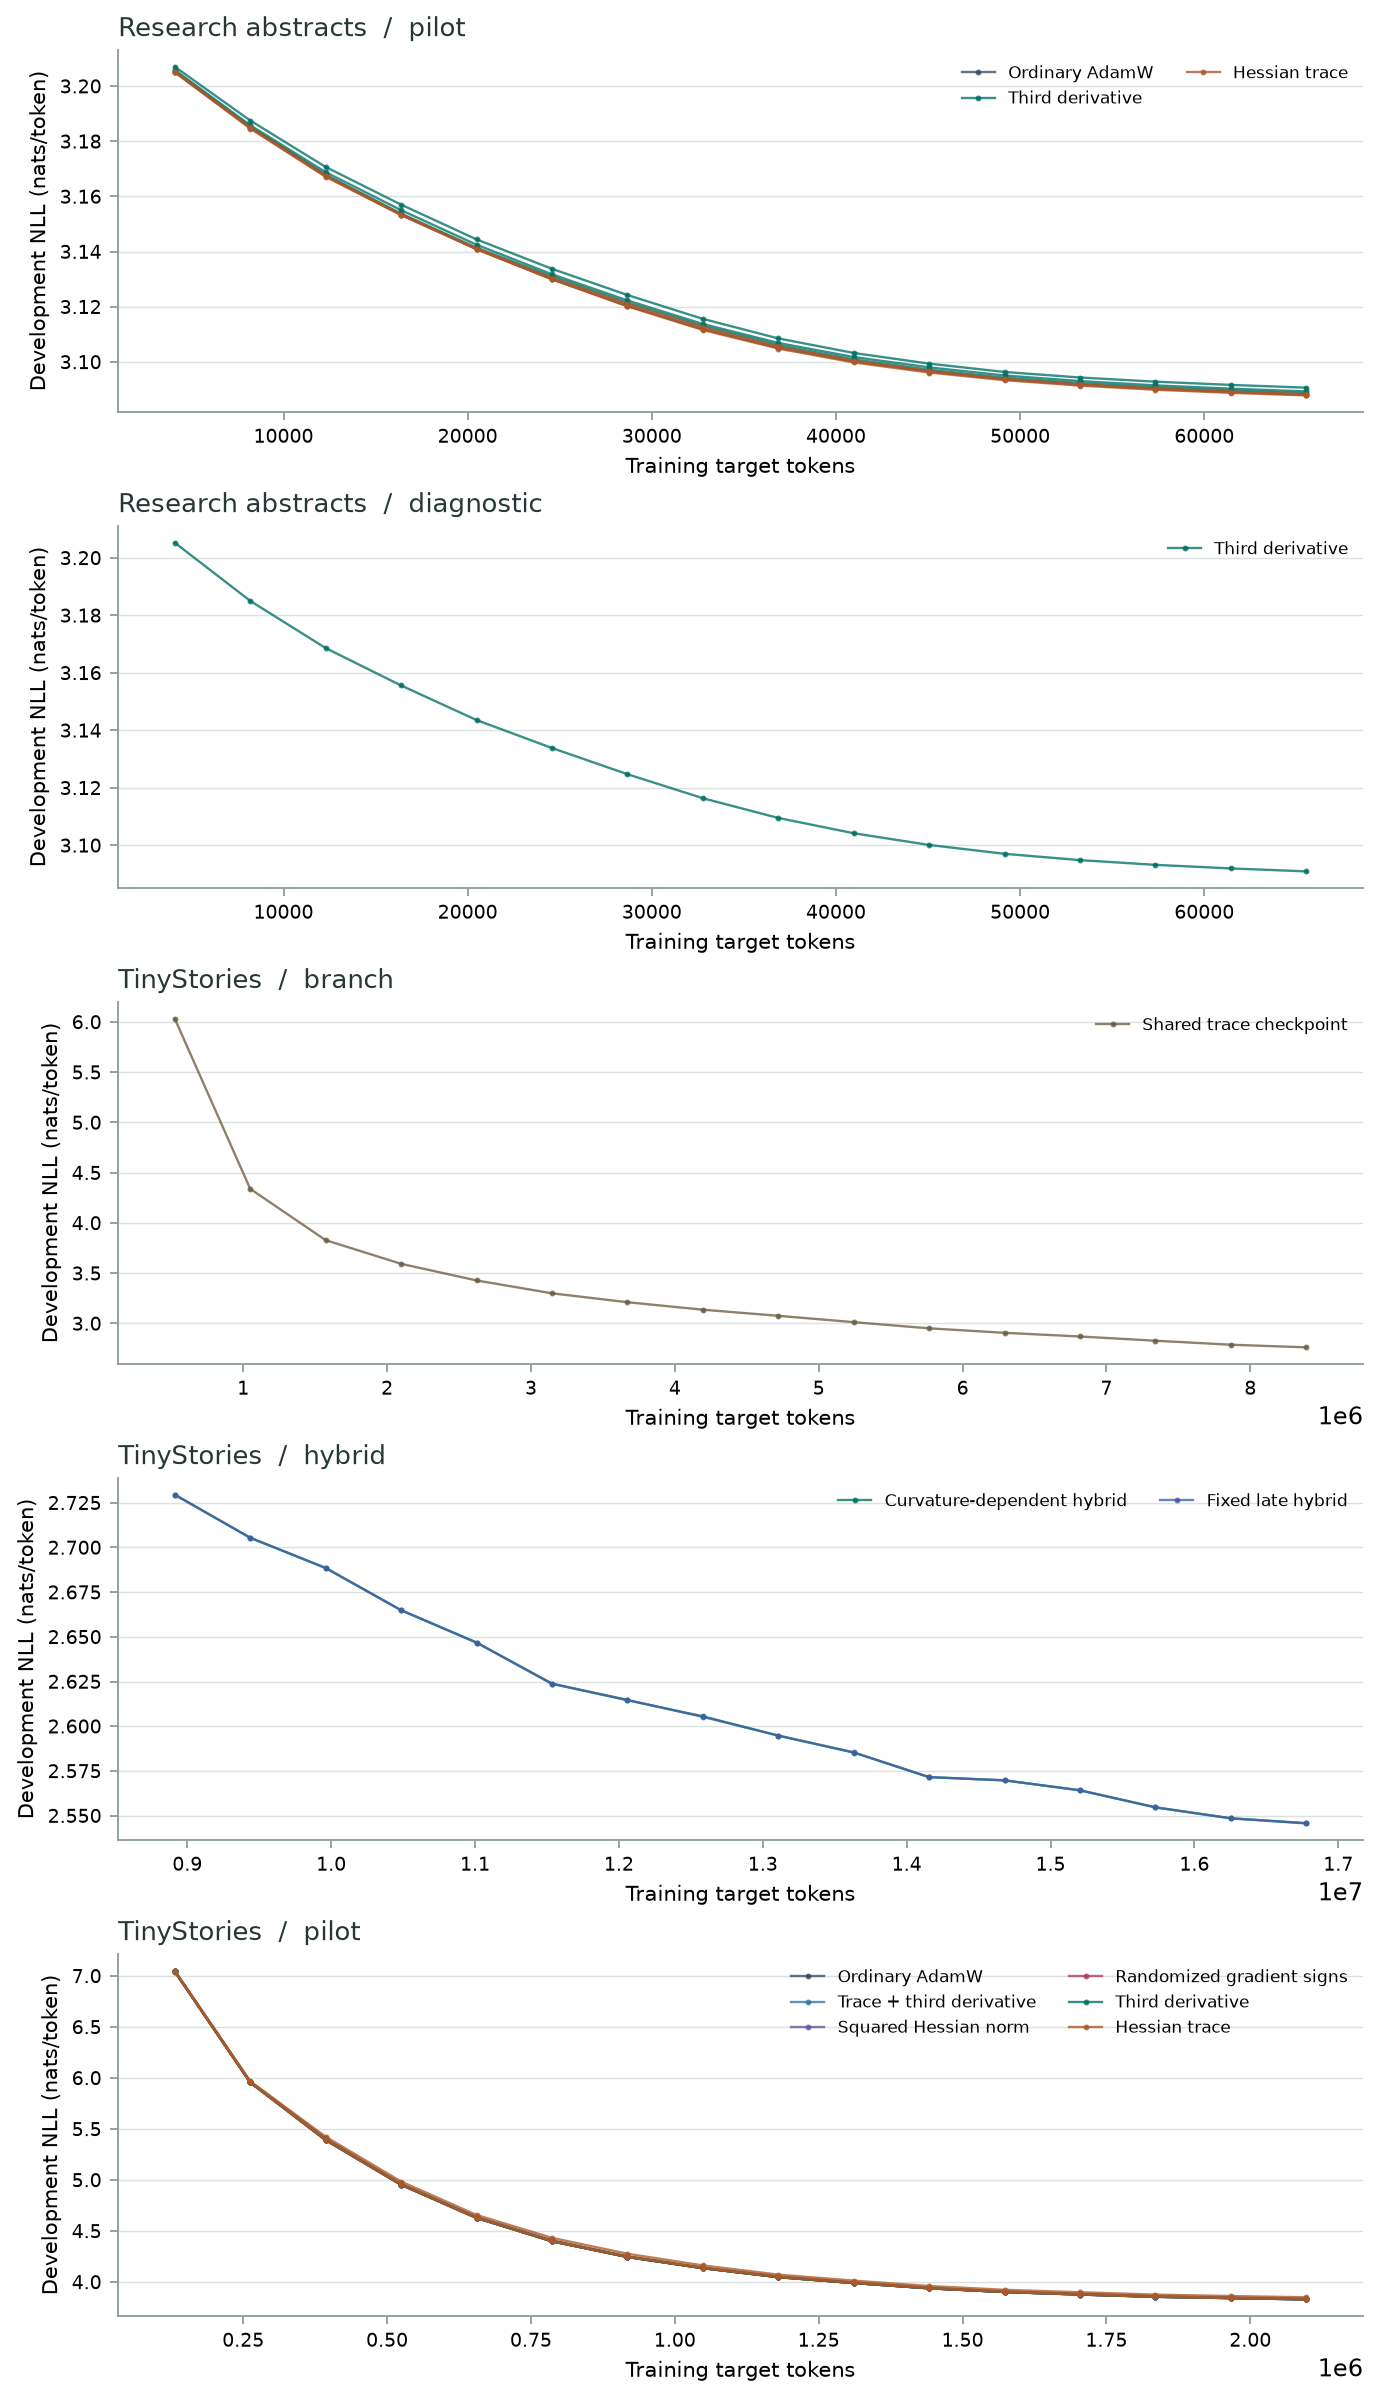 Research abstracts / pilot
Development NLL (nats/token)
3.20
3.18
3.16
3.14
3.12
3.10
Ordinary AdamW
Third derivative
Hessian trace
10000 20000 30000 40000 50000 60000
Training target tokens
Research abstracts / diagnostic
Development NLL (nats/token)
3.20
3.18
3.16
3.14
3.12
3.10
Third derivative
10000 20000 30000 40000 50000 60000
Training target tokens
TinyStories / branch
Development NLL (nats/token)
6.0
5.5
5.0
4.5
4.0
3.5
3.0
Shared trace checkpoint
1 2 3 4 5 6 7 8
Training target tokens
1e6
TinyStories / hybrid
Development NLL (nats/token)
2.725
2.700
2.675
2.650
2.625
2.600
2.575
2.550
Curvature-dependent hybrid
Fixed late hybrid
0.9 1.0 1.1 1.2 1.3 1.4 1.5 1.6 1.7
Training target tokens
1e7
TinyStories / pilot
Development NLL (nats/token)
7.0
6.5
6.0
5.5
5.0
4.5
4.0
Ordinary AdamW
Trace + third derivative
Squared Hessian norm
Randomized gradient signs
Third derivative
Hessian trace
0.25 0.50 0.75 1.00 1.25 1.50 1.75 2.00
Training target tokens
1e6